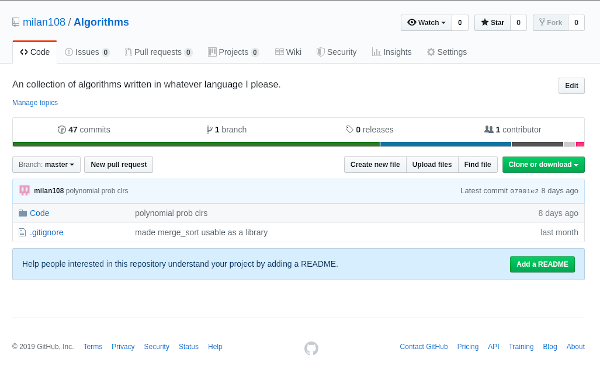 milan108 / Algorithms
Watch 0 Star 0 Fork 0
Code Issues 0 Pull requests 0 Projects 0 Wiki Security Insights Settings
An collection of algorithms written in whatever language I please. Edit
Manage topics
47 commits 1 branch 0 releases 1 contributor
Branch: master New pull request Create new file Upload files Find file Clone or download
milan108 polynomial prob clrs Latest commit 8 days ago
Code polynomial prob clrs 8 days ago
.gitignore made merge_sort usable as a library last month
Help people interested in this repository understand your project by adding a README. Add a README
© 2019 GitHub, Inc. Terms Privacy Security Status Help Contact GitHub Pricing API Training Blog About